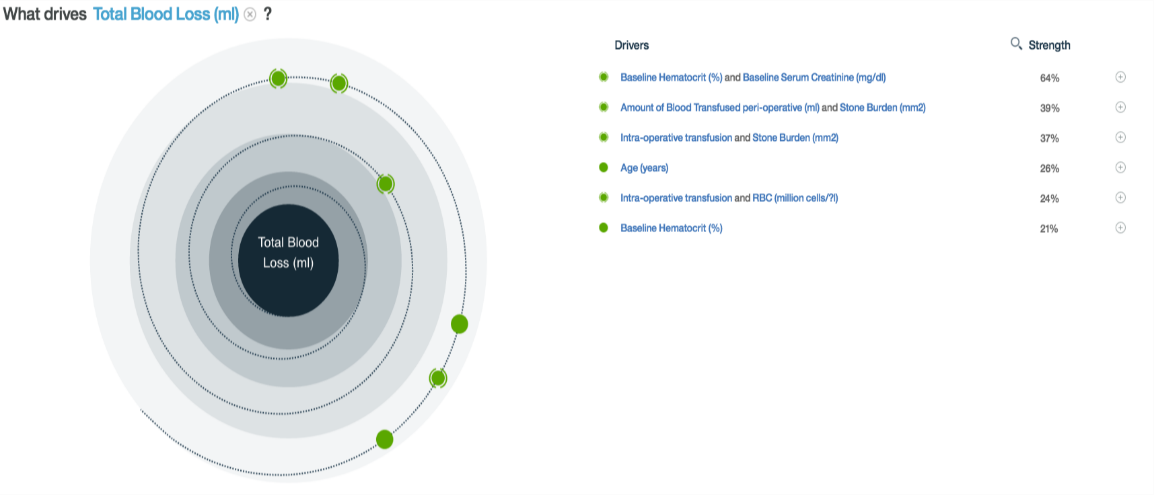 What drives Total Blood Loss (ml) ?
Drivers Strength
Baseline Hematocrit (%) and Baseline Serum Creatinine (mg/dl) 64%
Amount of Blood Transfused peri-operative (ml) and Stone Burden (mm2) 39%
Intra-operative transfusion and Stone Burden (mm2) 37%
Age (years) 26%
Intra-operative transfusion and RBC (million cells/?l) 24%
Baseline Hematocrit (%) 21%
Total Blood
Loss (ml)